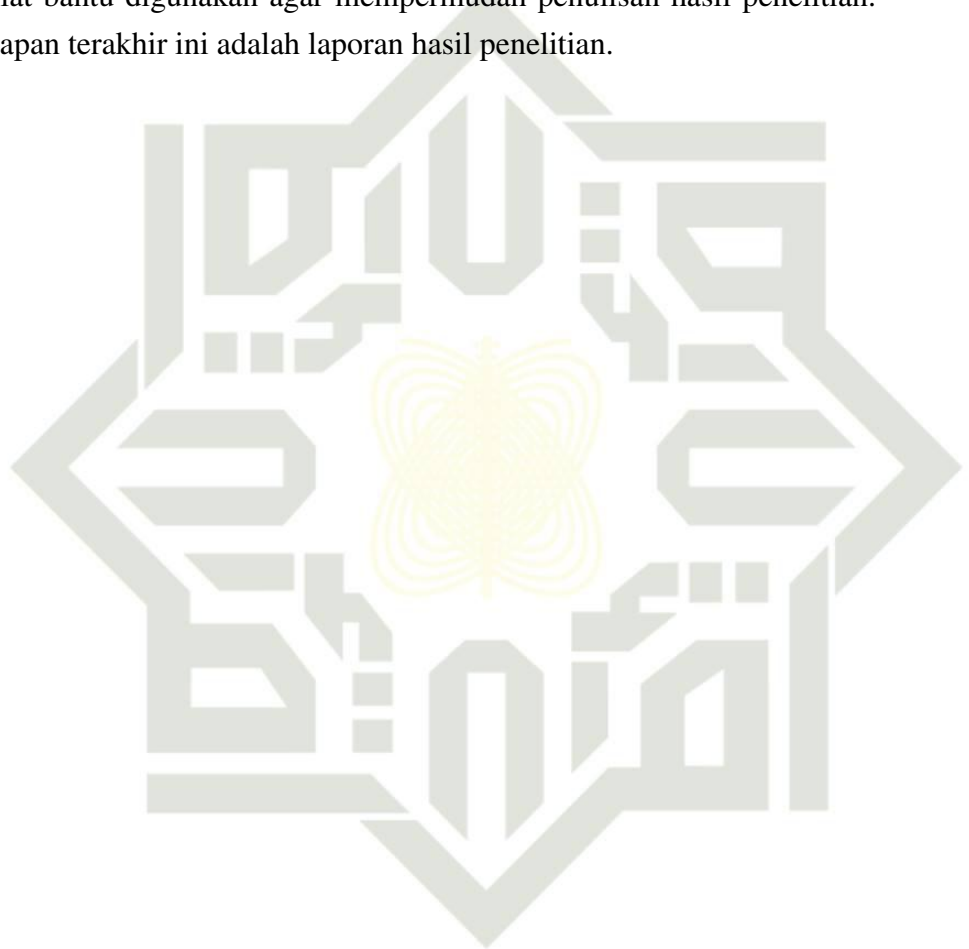 lat bantu digunakan agar mempermudah penulisan hasil penelitian.
apan terakhir ini adalah laporan hasil penelitian.